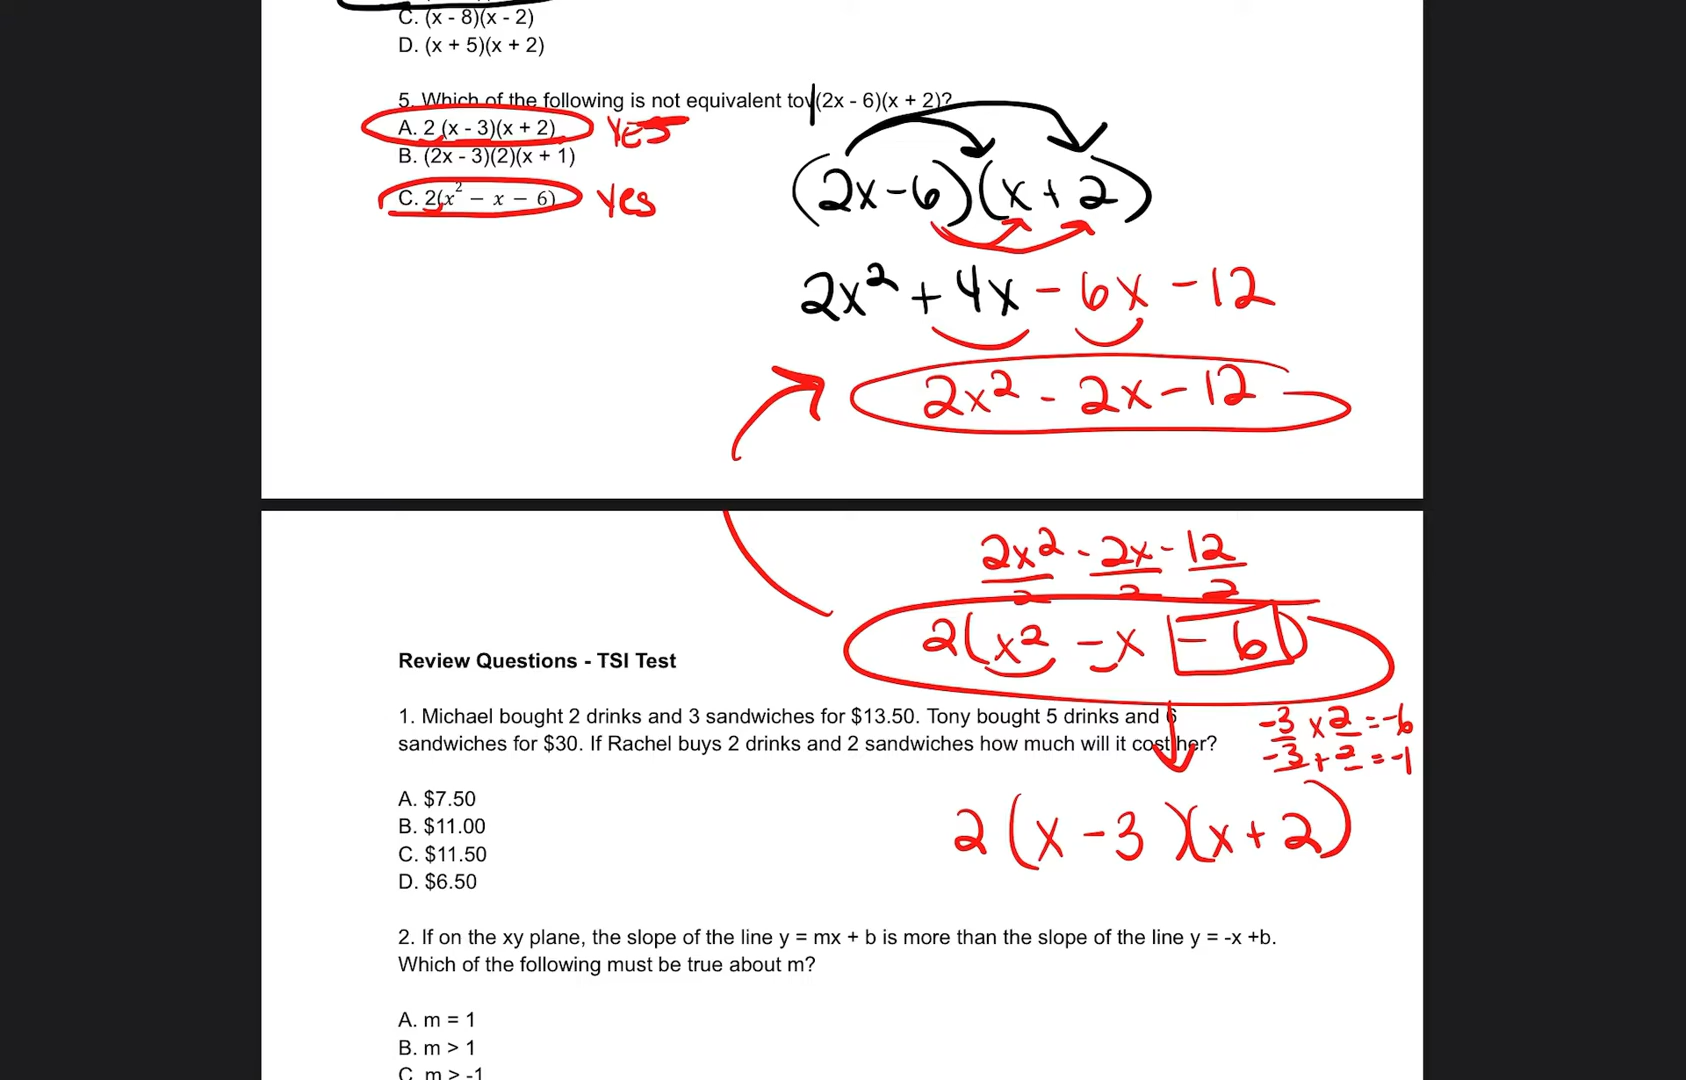 C. (x - 8)(x - 2)
D. (x + 5)(x + 2)
5. Which of the following is not equivalent to (2x - 6)(x + 2)?
A. 2 (x - 3)(x + 2) YES
B. (2x - 3)(2)(x + 1)
C. 2(x² − x − 6) Yes
(2x-6)(x+2)
2x² + 4x - 6x - 12
2x² - 2x - 12
2x² - 2x - 12
2 2 2
2(x² - x - 6)
Review Questions - TSI Test
1. Michael bought 2 drinks and 3 sandwiches for $13.50. Tony bought 5 drinks and 6
sandwiches for $30. If Rachel buys 2 drinks and 2 sandwiches how much will it cost her?
-3 x 2 = -6
-3 + 2 = -1
A. $7.50
B. $11.00
C. $11.50
D. $6.50
2 (x - 3)(x + 2)
2. If on the xy plane, the slope of the line y = mx + b is more than the slope of the line y = -x +b.
Which of the following must be true about m?
A. m = 1
B. m > 1
C. m > -1